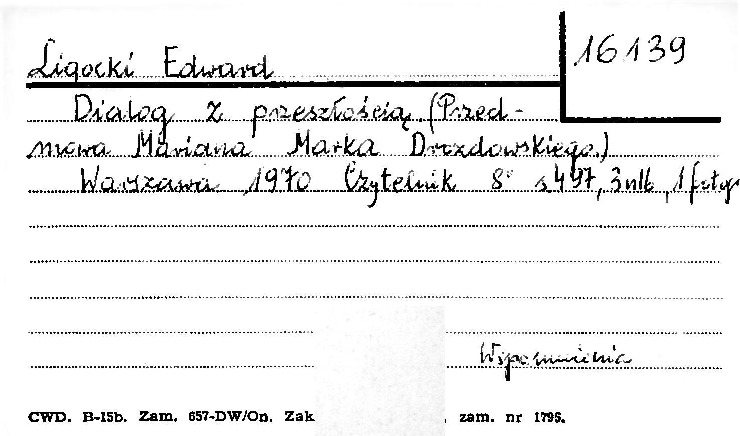 16139
Ligocki Edward
Dialog z przeszłością (Przed-
mowa Mariana Marka Drozdowskiego.)
Warszawa 1970 Czytelnik 8° s 497, 3 nlb, 1 fotogr
Wspomnienia
CWD. B-15b. Zam. 657-DW/On. Zak
zam. nr 1795.